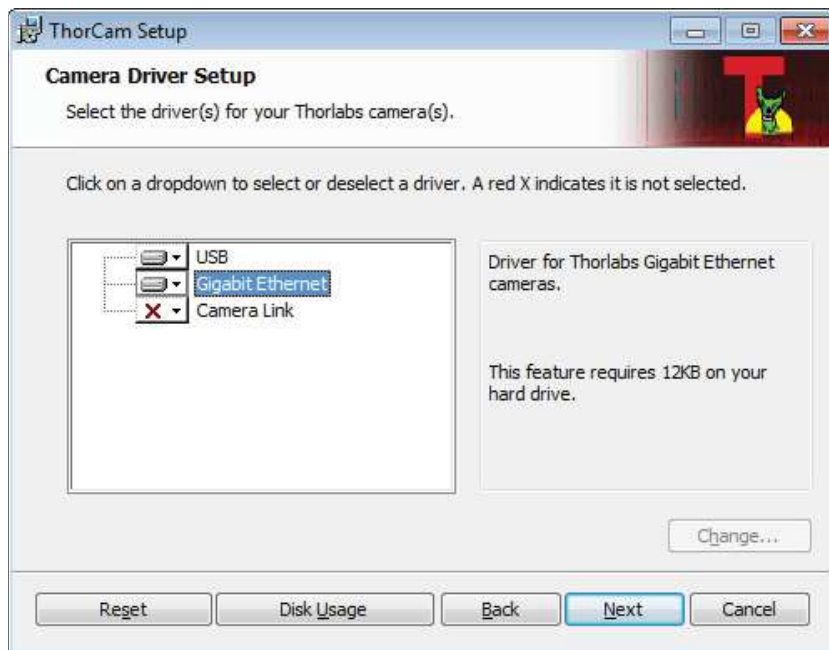 ThorCam Setup
Camera Driver Setup
Select the driver(s) for your Thorlabs camera(s).
Click on a dropdown to select or deselect a driver. A red X indicates it is not selected.
USB
Gigabit Ethernet
Camera Link
Driver for Thorlabs Gigabit Ethernet
cameras.
This feature requires 12KB on your
hard drive.
Change...
Reset
Disk Usage
Back
Next
Cancel